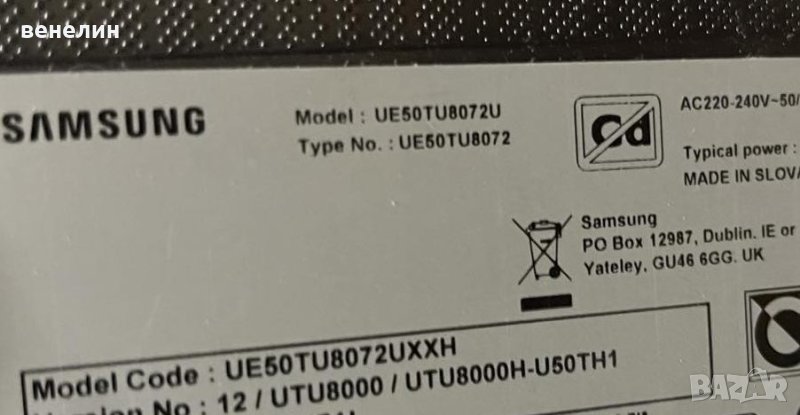 венелин
SAMSUNG
Model : UE50TU8072U
Type No. : UE50TU8072
Cd
AC220-240V~50/
Typical power :
MADE IN SLOVA
Samsung
PO Box 12987, Dublin. IE or
Yateley, GU46 6GG. UK
Model Code : UE50TU8072UXXH
No : 12 / UTU8000 / UTU8000H-U50TH1
bazar